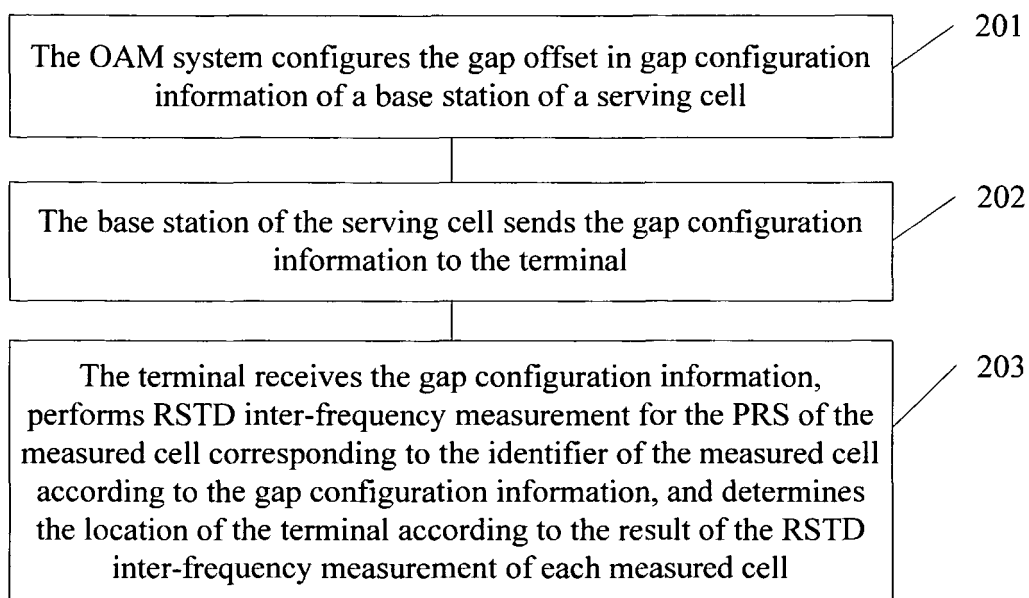 201
The OAM system configures the gap offset in gap configuration
information of a base station of a serving cell
202
The base station of the serving cell sends the gap configuration
information to the terminal
203
The terminal receives the gap configuration information,
performs RSTD inter-frequency measurement for the PRS of the
measured cell corresponding to the identifier of the measured cell
according to the gap configuration information, and determines
the location of the terminal according to the result of the RSTD
inter-frequency measurement of each measured cell